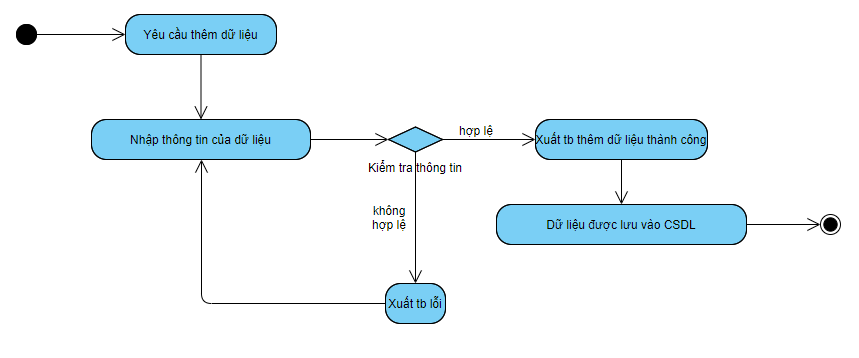 Yêu cầu thêm dữ liệu
Nhập thông tin của dữ liệu
hợp lệ
Xuất tb thêm dữ liệu thành công
Kiểm tra thông tin
không
hợp lệ
Dữ liệu được lưu vào CSDL
Xuất tb lỗi